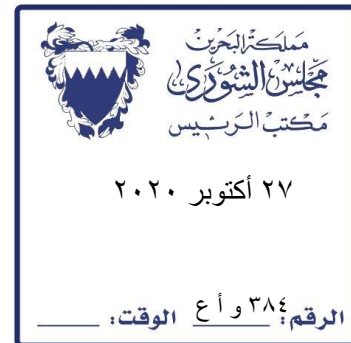 مملكة البحرين
مجلس الشورى
مكتب الرئيس
٢٧ أكتوبر ٢٠٢٠
الرقم: ٣٨٤ و أ ع الوقت: